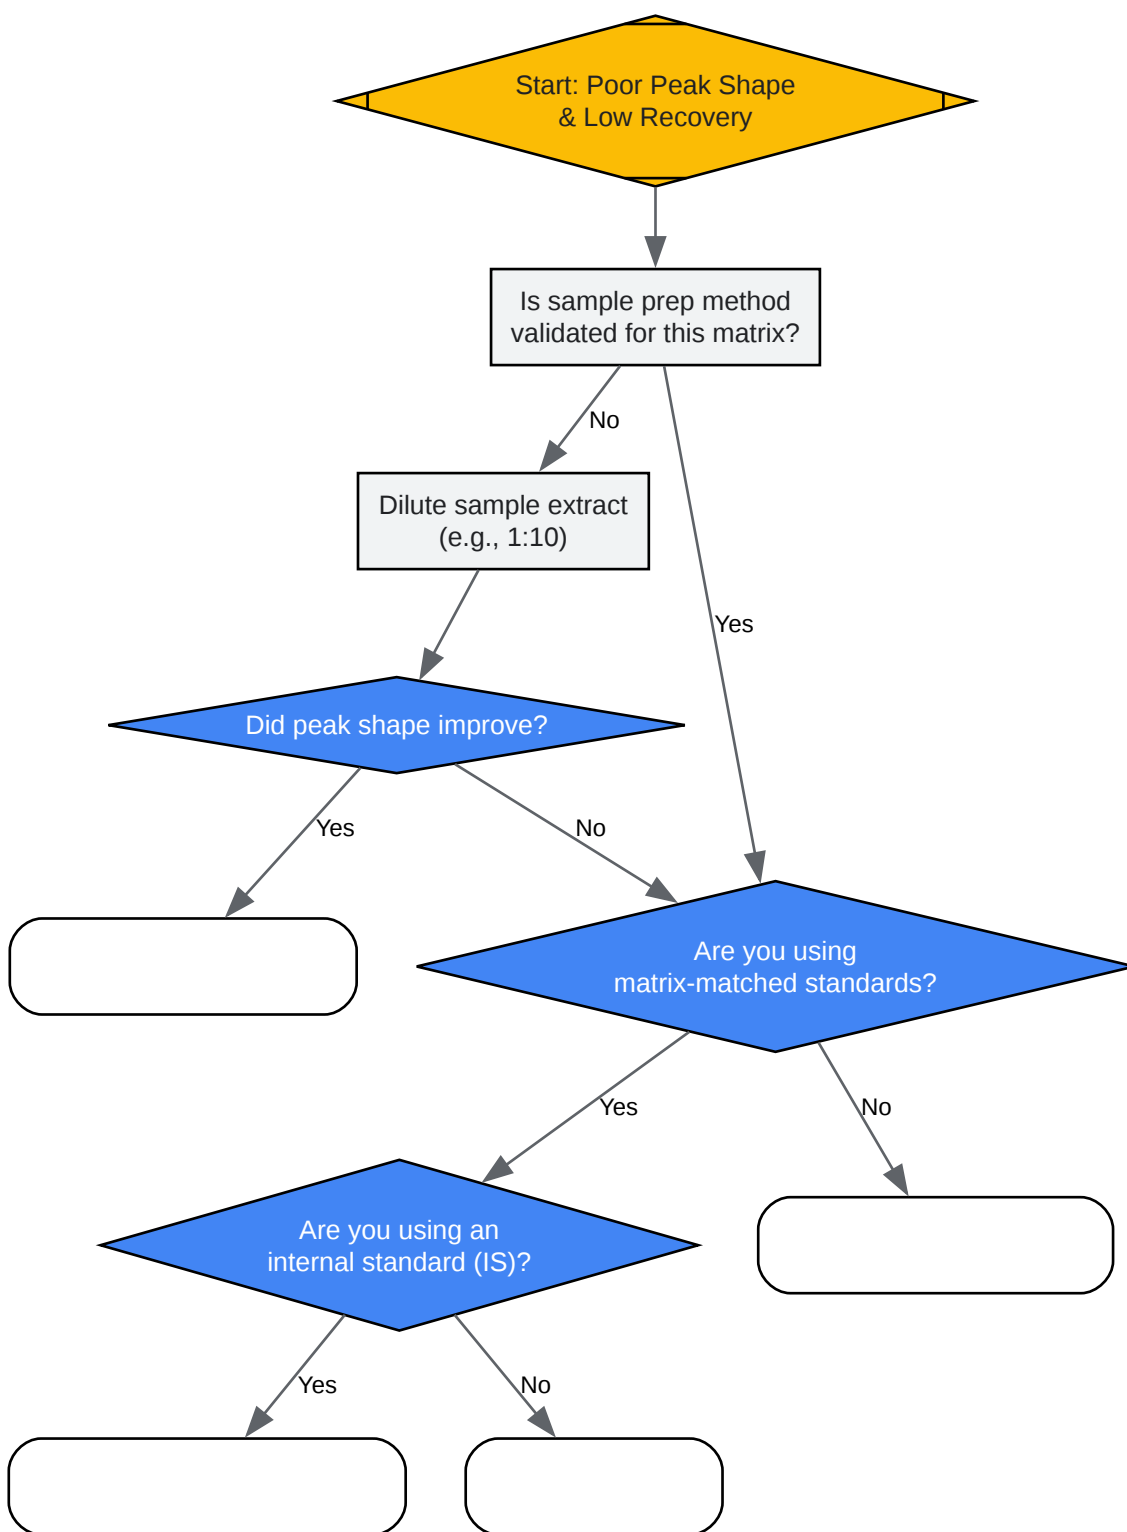 Start: Poor Peak Shape
& Low Recovery
Is sample prep method
validated for this matrix?
No
Dilute sample extract
(e.g., 1:10)
Yes
Did peak shape improve?
Yes
No
Are you using
matrix-matched standards?
Yes
No
Are you using an
internal standard (IS)?
Yes
No